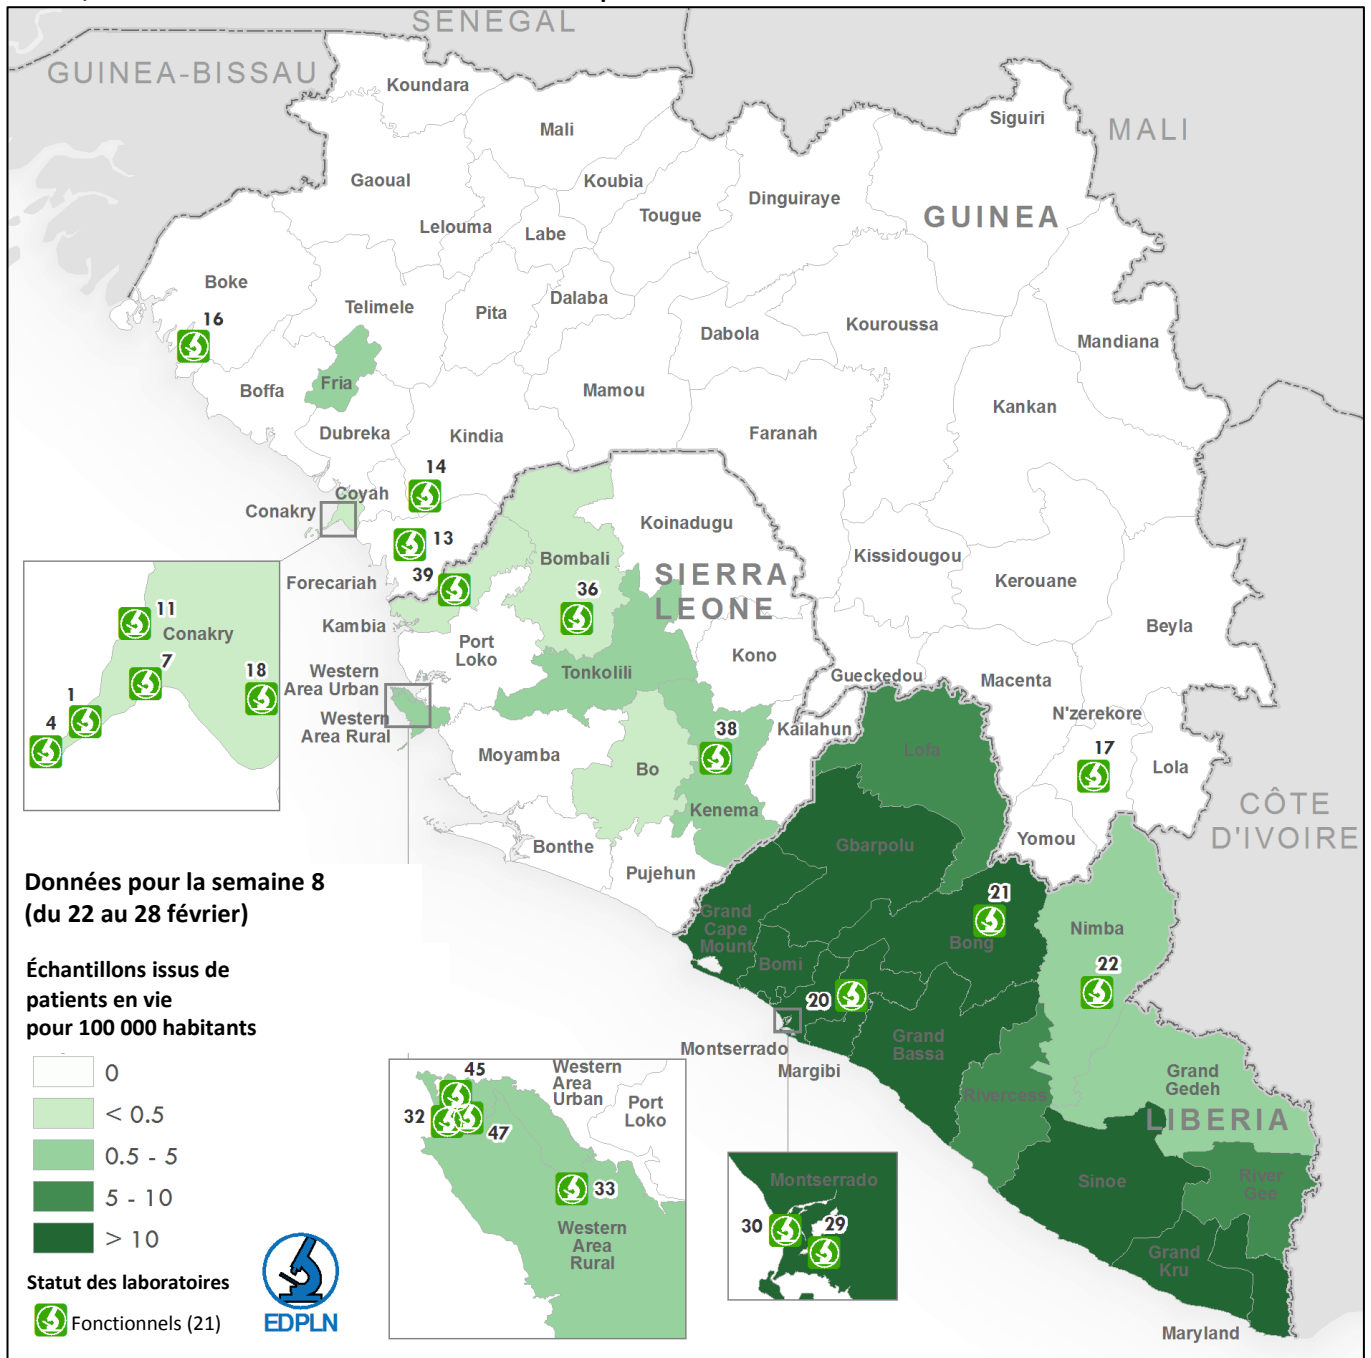 SENEGAL
GUINEA-BISSAU
MALI
GUINEA
SIERRA
LEONE
CÔTE
D'IVOIRE
LIBERIA
Koundara
Mali
Siguiri
Gaoual
Koubia
Dinguiraye
Tougue
Lelouma
Labe
Boke
Telimele
Pita
Dalaba
Dabola
Kouroussa
Mandiana
16
Fria
Boffa
Mamou
Kankan
Dubreka
Kindia
Faranah
14
Coyah
Conakry
13
Koinadugu
Bombali
Kissidougou
Kerouane
39
36
Forecariah
Kambia
Port
Loko
Kono
Beyla
Tonkolili
Gueckedou
Macenta
Western
Area Urban
Western
Area Rural
N'zerekore
17
Lola
Kailahun
38
Moyamba
Bo
Lofa
Kenema
Yomou
Bonthe
Pujehun
Gbarpolu
11
Conakry
7
18
1
4
21
Grand
Cape
Mount
Bong
Nimba
Bomi
22
20
Grand
Bassa
Montserrado
Margibi
Rivercess
Grand
Gedeh
Sinoe
River
Gee
Grand
Kru
Maryland
Données pour la semaine 8
(du 22 au 28 février)
Échantillons issus de
patients en vie
pour 100 000 habitants
0
< 0.5
0.5 - 5
5 - 10
> 10
Statut des laboratoires
Fonctionnels (21)
EDPLN
45
Western
Area
Urban
Port
Loko
32
47
33
Western
Area
Rural
Montserrado
30
29